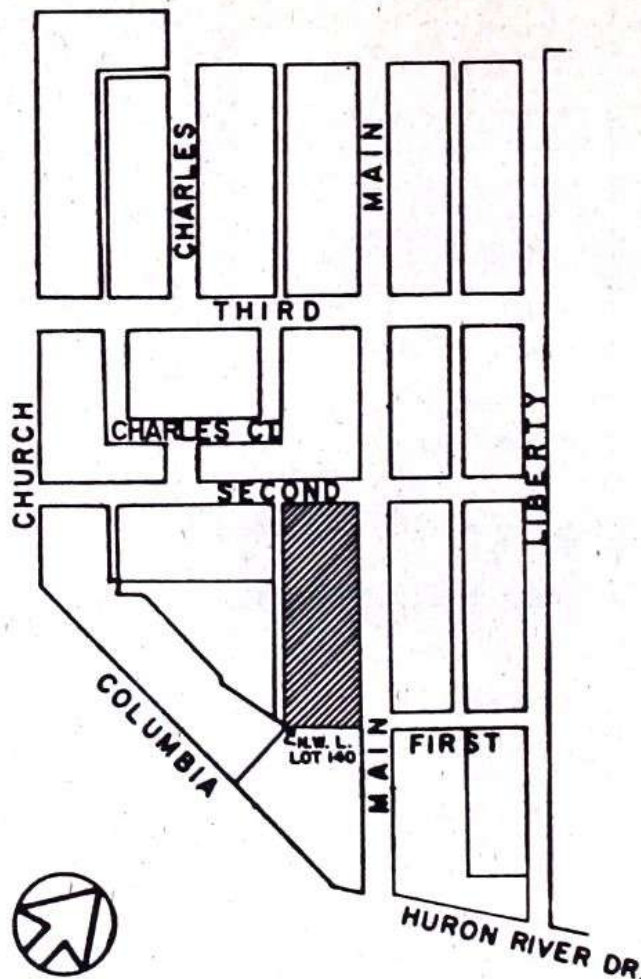 CHARLES
MAIN
THIRD
CHURCH
CHARLES CT
LIBERTY
SECOND
COLUMBIA
N.W. L.
LOT 140
FIRST
MAIN
HURON RIVER DR.